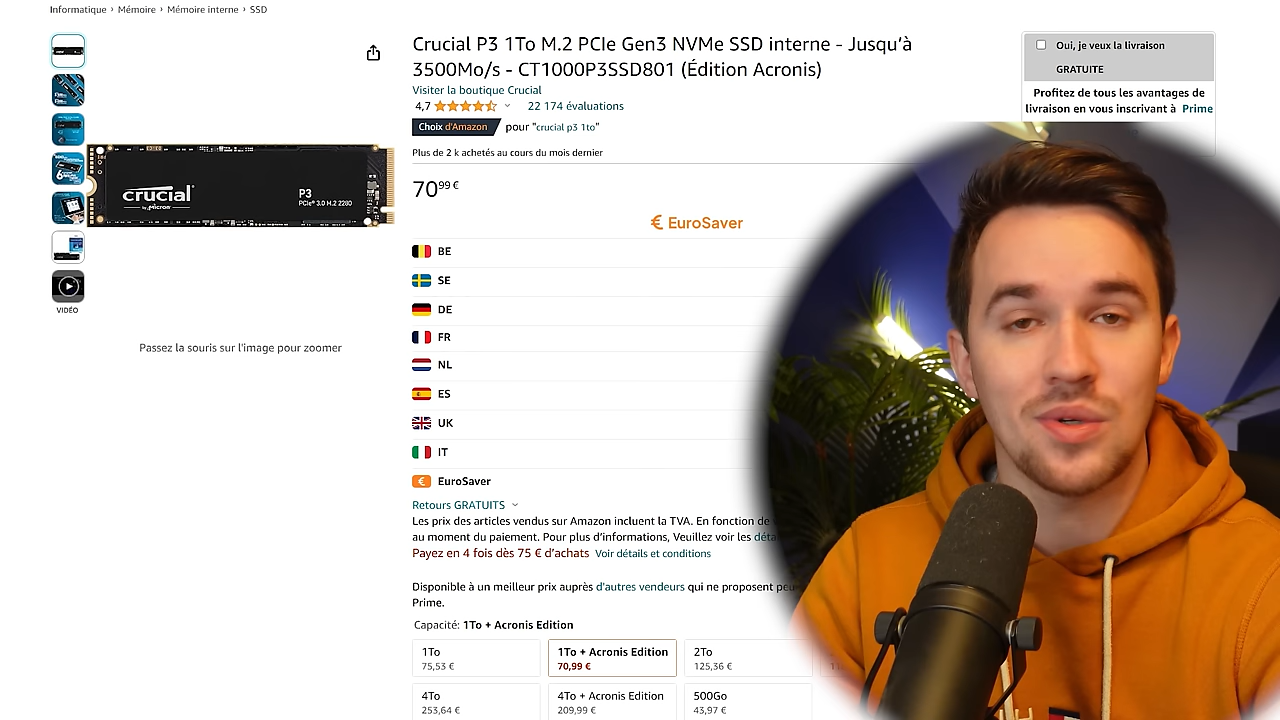 Informatique › Mémoire › Mémoire interne › SSD
Crucial P3 1To M.2 PCIe Gen3 NVMe SSD interne - Jusqu’à
3500Mo/s - CT1000P3SSD801 (Édition Acronis)
Visiter la boutique Crucial
4,7
22 174 évaluations
Choix d'Amazon pour "crucial p3 1to"
Plus de 2 k achetés au cours du mois dernier
70,99 €
€ EuroSaver
BE
SE
DE
FR
NL
ES
UK
IT
€ EuroSaver
Retours GRATUITS
Les prix des articles vendus sur Amazon incluent la TVA. En fonction de
au moment du paiement. Pour plus d’informations, Veuillez voir les
Payez en 4 fois dès 75 € d’achats Voir détails et conditions
Disponible à un meilleur prix auprès d'autres vendeurs qui ne proposent
Prime.
Capacité: 1To + Acronis Edition
1To
75,53 €
1To + Acronis Edition
70,99 €
2To
125,36 €
4To
253,64 €
4To + Acronis Edition
209,99 €
500Go
43,97 €
Oui, je veux la livraison
GRATUITE
Profitez de tous les avantages de
livraison en vous inscrivant à Prime
crucial
by Micron
P3
PCIe® 3.0 M.2 2280
VIDÉO
Passez la souris sur l'image pour zoomer